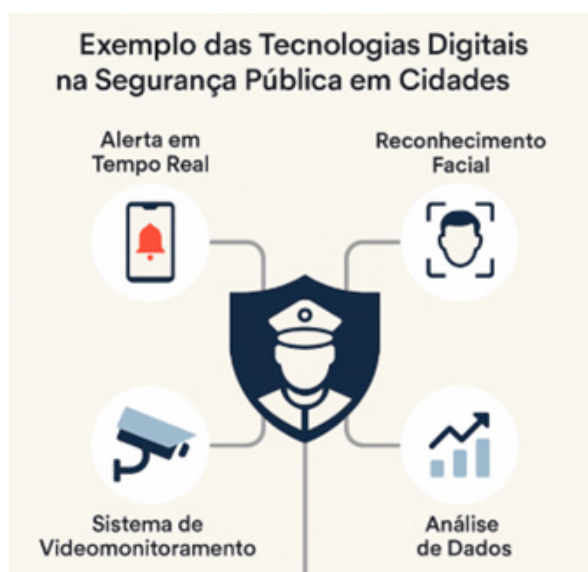 Exemplo das Tecnologias Digitais
na Segurança Pública em Cidades
Alerta em
Tempo Real
Reconhecimento
Facial
Sistema de
Videomonitoramento
Análise
de Dados